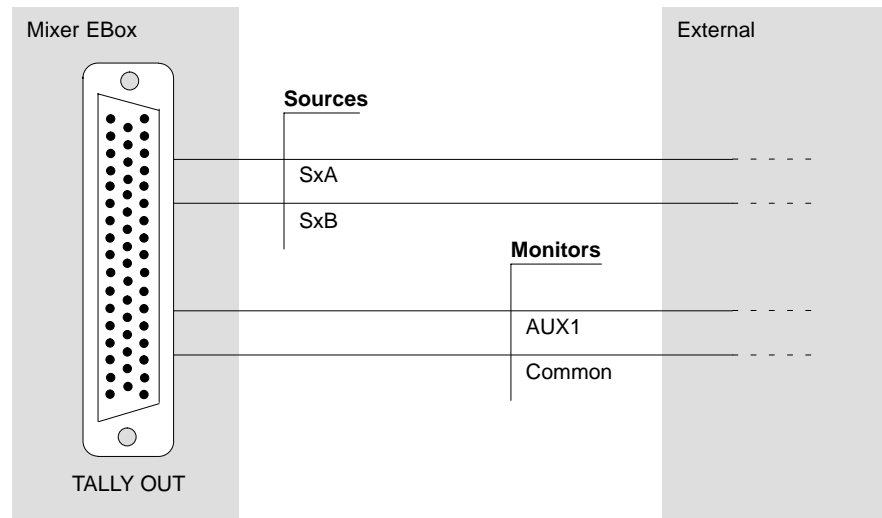 Mixer EBox
External
Sources
SxA
SxB
Monitors
AUX1
Common
TALLY OUT